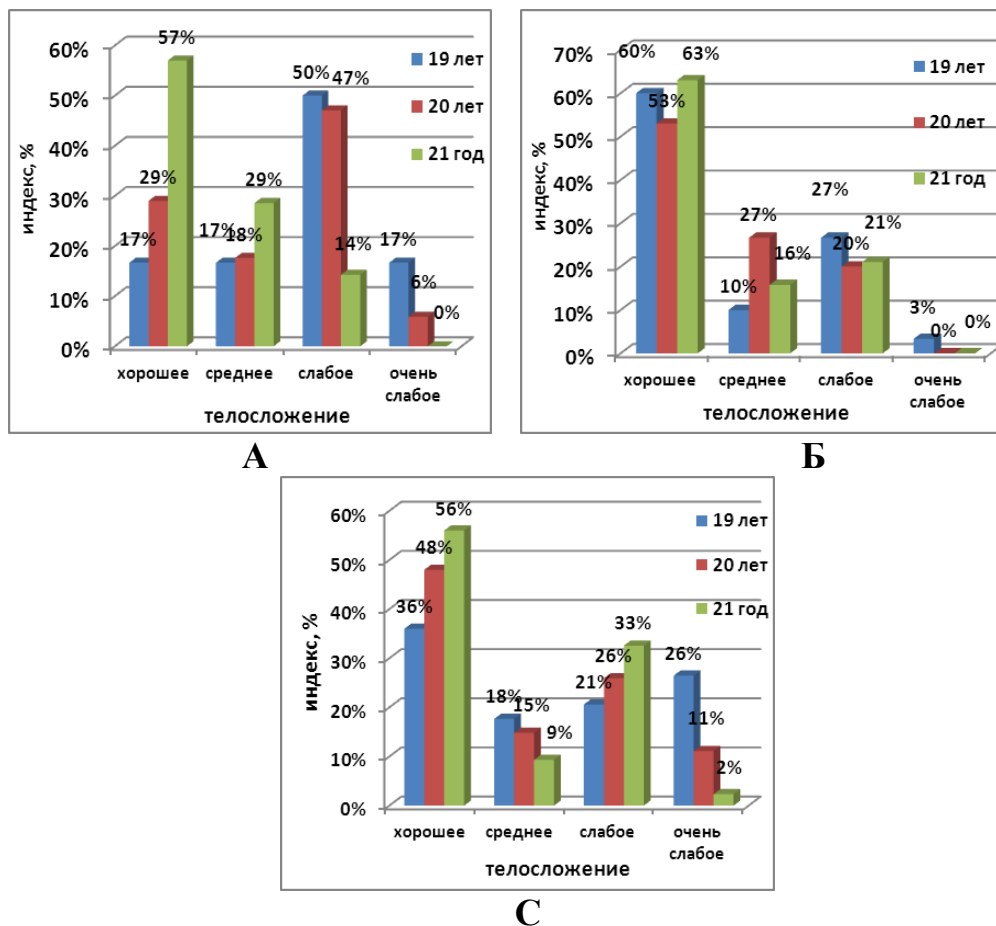 60%
50%
40%
30%
20%
10%
0%
индекс, %
57%
50%
47%
29%
29%
17%
17%
18%
14%
17%
6%
0%
19 лет
20 лет
21 год
хорошее
среднее
слабое
очень
слабое
телосложение
А
70%
60%
50%
40%
30%
20%
10%
0%
индекс, %
60%
63%
53%
10%
27%
16%
27%
20%
21%
3%
0%
0%
19 лет
20 лет
21 год
хорошее
среднее
слабое
очень
слабое
телосложение
Б
60%
50%
40%
30%
20%
10%
0%
индекс, %
36%
48%
56%
18%
15%
9%
21%
26%
33%
26%
11%
2%
19 лет
20 лет
21 год
хорошее
среднее
слабое
очень
слабое
телосложение
С